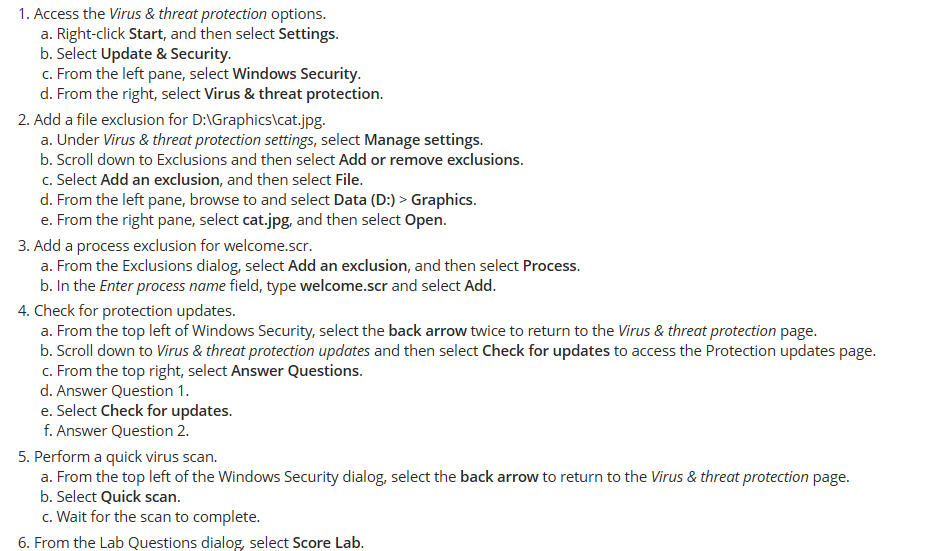 1. Access the Virus & threat protection options.
a. Right-click Start, and then select Settings.
b. Select Update & Security.
c. From the left pane, select Windows Security.
d. From the right, select Virus & threat protection.
2. Add a file exclusion for D:\Graphics\cat.jpg.
a. Under Virus & threat protection settings, select Manage settings.
b. Scroll down to Exclusions and then select Add or remove exclusions.
c. Select Add an exclusion, and then select File.
d. From the left pane, browse to and select Data (D:) > Graphics.
e. From the right pane, select cat.jpg, and then select Open.
3. Add a process exclusion for welcome.scr.
a. From the Exclusions dialog, select Add an exclusion, and then select Process.
b. In the Enter process name field, type welcome.scr and select Add.
4. Check for protection updates.
a. From the top left of Windows Security, select the back arrow twice to return to the Virus & threat protection page.
b. Scroll down to Virus & threat protection updates and then select Check for updates to access the Protection updates page.
c. From the top right, select Answer Questions.
d. Answer Question 1.
e. Select Check for updates.
f. Answer Question 2.
5. Perform a quick virus scan.
a. From the top left of the Windows Security dialog, select the back arrow to return to the Virus & threat protection page.
b. Select Quick scan.
c. Wait for the scan to complete.
6. From the Lab Questions dialog, select Score Lab.